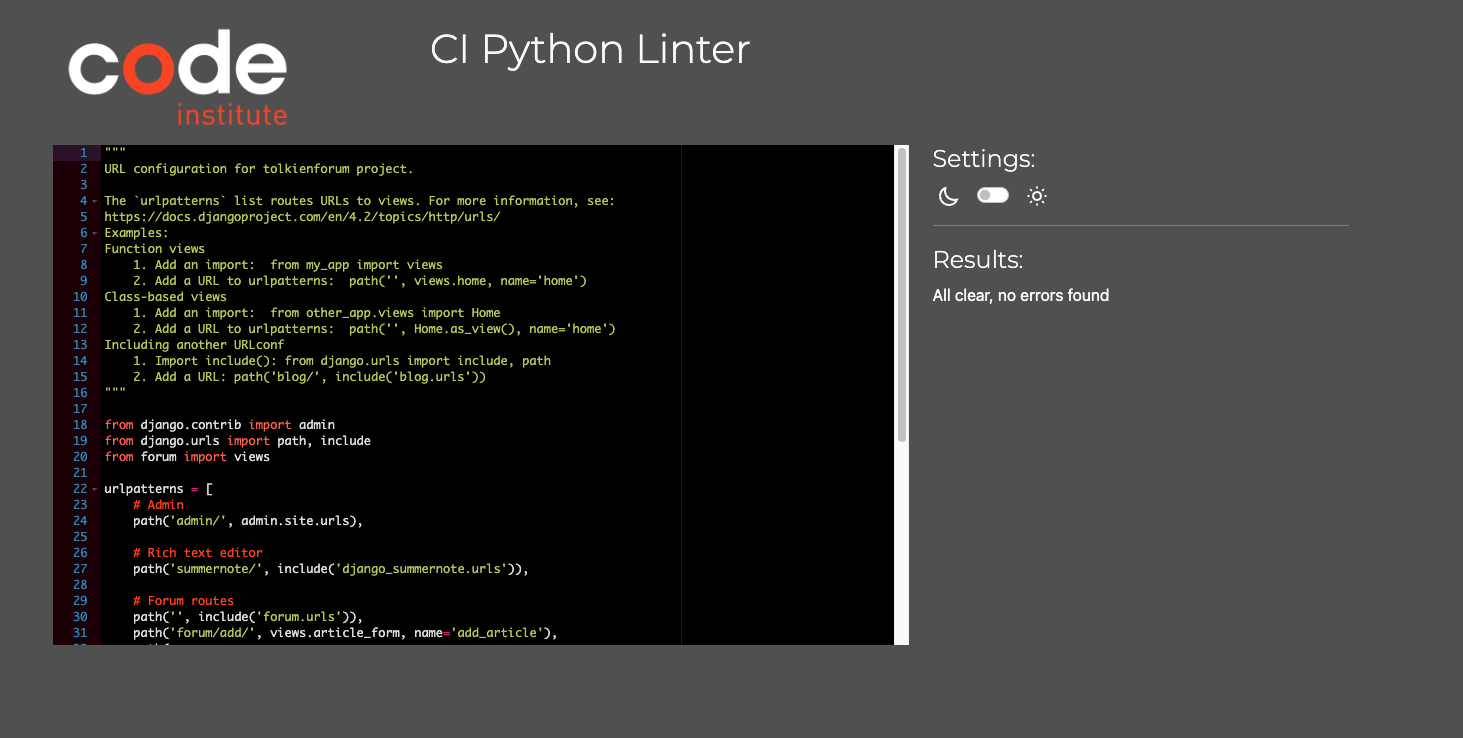 code
institute
CI Python Linter
1 """
2 URL configuration for tolkienforum project.
3
4 The `urlpatterns` list routes URLs to views. For more information, see:
5 https://docs.djangoproject.com/en/4.2/topics/http/urls/
6 Examples:
7 Function views
8     1. Add an import:  from my_app import views
9     2. Add a URL to urlpatterns:  path('', views.home, name='home')
10 Class-based views
11     1. Add an import:  from other_app.views import Home
12     2. Add a URL to urlpatterns:  path('', Home.as_view(), name='home')
13 Including another URLconf
14     1. Import include(): from django.urls import include, path
15     2. Add a URL: path('blog/', include('blog.urls'))
16 """
17
18 from django.contrib import admin
19 from django.urls import path, include
20 from forum import views
21
22 urlpatterns = [
23     # Admin
24     path('admin/', admin.site.urls),
25
26     # Rich text editor
27     path('summernote/', include('django_summernote.urls')),
28
29     # Forum routes
30     path('', include('forum.urls')),
31     path('forum/add/', views.article_form, name='add_article'),
Settings:
Results:
All clear, no errors found